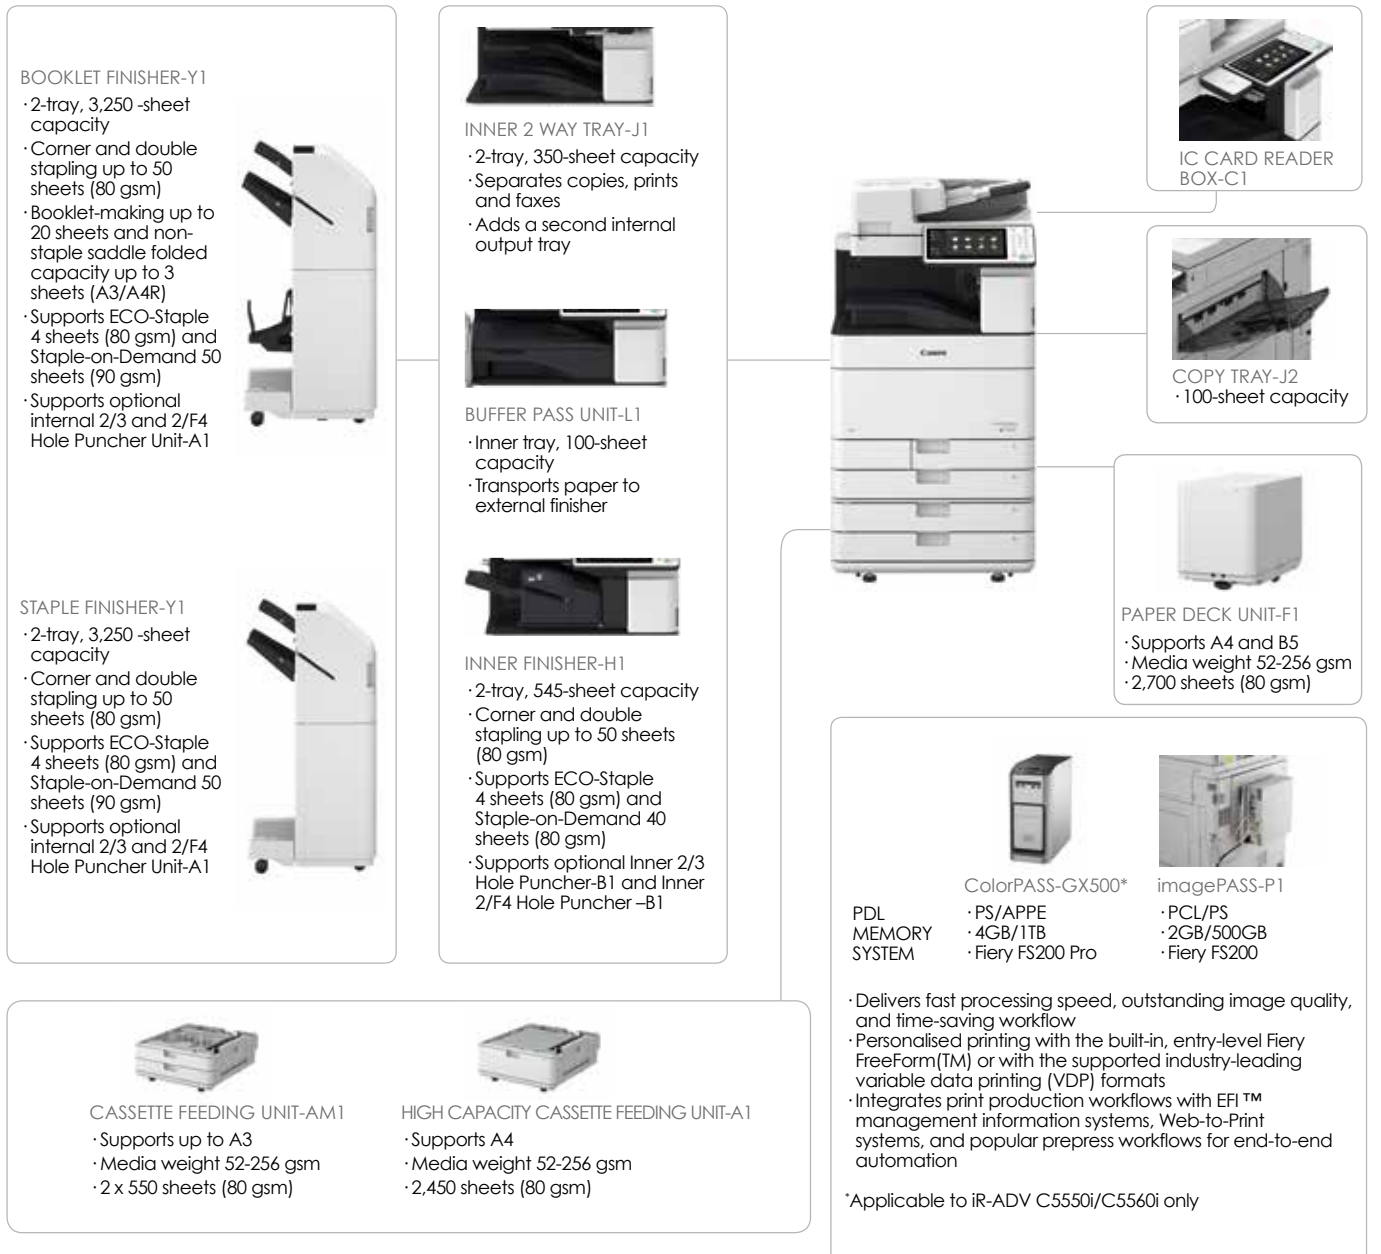 BOOKLET FINISHER-Y1
· 2-tray, 3,250 -sheet
capacity
· Corner and double
stapling up to 50
sheets (80 gsm)
· Booklet-making up to
20 sheets and non-
staple saddle folded
capacity up to 3
sheets (A3/A4R)
· Supports ECO-Staple
4 sheets (80 gsm) and
Staple-on-Demand 50
sheets (90 gsm)
· Supports optional
internal 2/3 and 2/F4
Hole Puncher Unit-A1
STAPLE FINISHER-Y1
· 2-tray, 3,250 -sheet
capacity
· Corner and double
stapling up to 50
sheets (80 gsm)
· Supports ECO-Staple
4 sheets (80 gsm) and
Staple-on-Demand 50
sheets (90 gsm)
· Supports optional
internal 2/3 and 2/F4
Hole Puncher Unit-A1
INNER 2 WAY TRAY-J1
· 2-tray, 350-sheet capacity
· Separates copies, prints
and faxes
· Adds a second internal
output tray
BUFFER PASS UNIT-L1
· Inner tray, 100-sheet
capacity
· Transports paper to
external finisher
INNER FINISHER-H1
· 2-tray, 545-sheet capacity
· Corner and double
stapling up to 50 sheets
(80 gsm)
· Supports ECO-Staple
4 sheets (80 gsm) and
Staple-on-Demand 40
sheets (80 gsm)
· Supports optional Inner 2/3
Hole Puncher-B1 and Inner
2/F4 Hole Puncher –B1
Canon
IC CARD READER
BOX-C1
COPY TRAY-J2
· 100-sheet capacity
PAPER DECK UNIT-F1
· Supports A4 and B5
· Media weight 52-256 gsm
· 2,700 sheets (80 gsm)
ColorPASS-GX500* imagePASS-P1
PDL · PS/APPE · PCL/PS
MEMORY · 4GB/1TB · 2GB/500GB
SYSTEM · Fiery FS200 Pro · Fiery FS200
· Delivers fast processing speed, outstanding image quality,
and time-saving workflow
· Personalised printing with the built-in, entry-level Fiery
FreeForm(TM) or with the supported industry-leading
variable data printing (VDP) formats
· Integrates print production workflows with EFI ™
management information systems, Web-to-Print
systems, and popular prepress workflows for end-to-end
automation
*Applicable to iR-ADV C5550i/C5560i only
CASSETTE FEEDING UNIT-AM1
· Supports up to A3
· Media weight 52-256 gsm
· 2 x 550 sheets (80 gsm)
HIGH CAPACITY CASSETTE FEEDING UNIT-A1
· Supports A4
· Media weight 52-256 gsm
· 2,450 sheets (80 gsm)